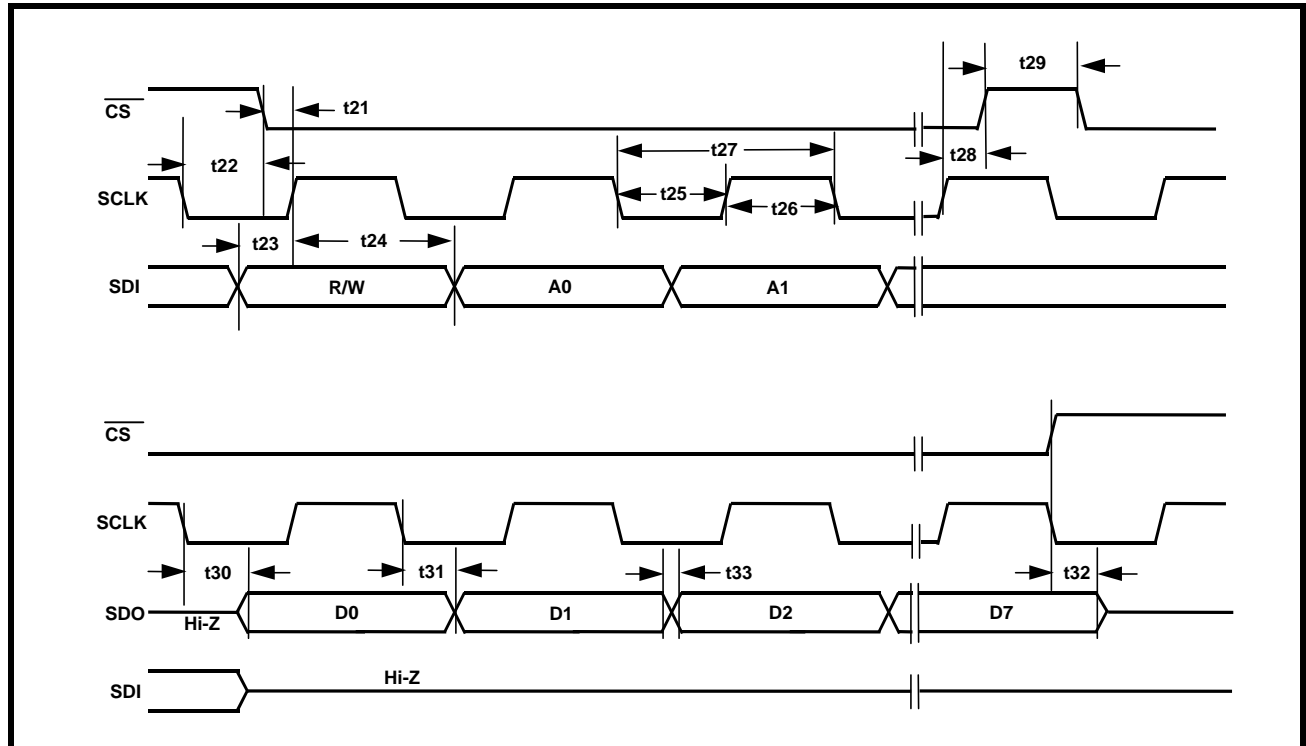 t29
CS
t21
t27
t28
t22
SCLK
t25
t26
t23
t24
SDI
R/W
A0
A1
CS
SCLK
t30
t31
t33
t32
SDO
Hi-Z
D0
D1
D2
D7
SDI
Hi-Z